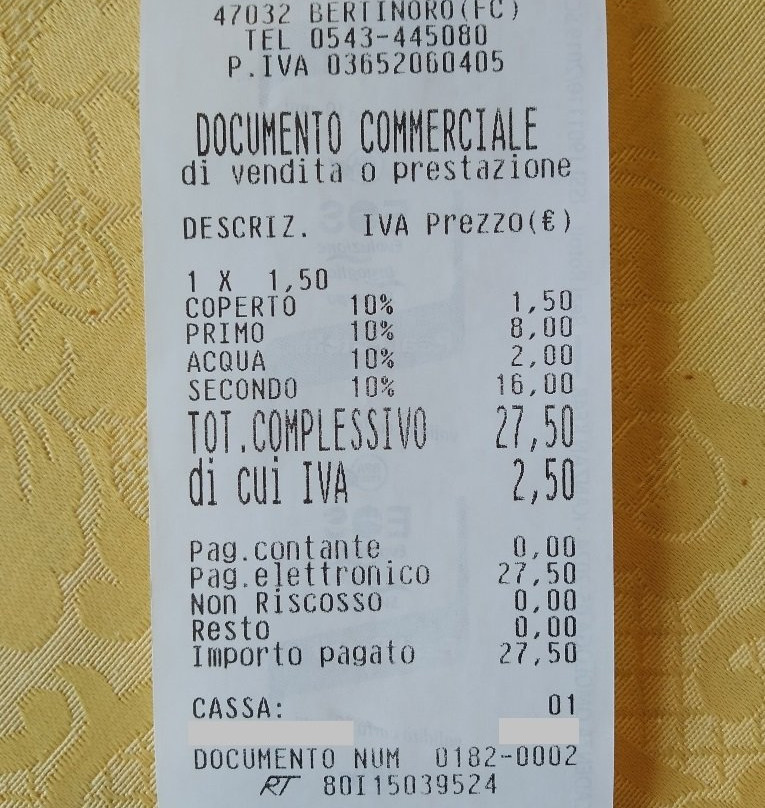 47032 BERTINORO(FC)
TEL 0543-445080
P.IVA 03652060405
DOCUMENTO COMMERCIALE
di vendita o prestazione
DESCRIZ. IVA Prezzo(€)
1 X 1,50
COPERTO 10% 1,50
PRIMO 10% 8,00
ACQUA 10% 2,00
SECONDO 10% 16,00
TOT.COMPLESSIVO 27,50
di cui IVA 2,50
Pag.contante 0,00
Pag.elettronico 27,50
Non Riscosso 0,00
Resto 0,00
Importo pagato 27,50
CASSA: 01
DOCUMENTO NUM 0182-0002
RT 80I15039524